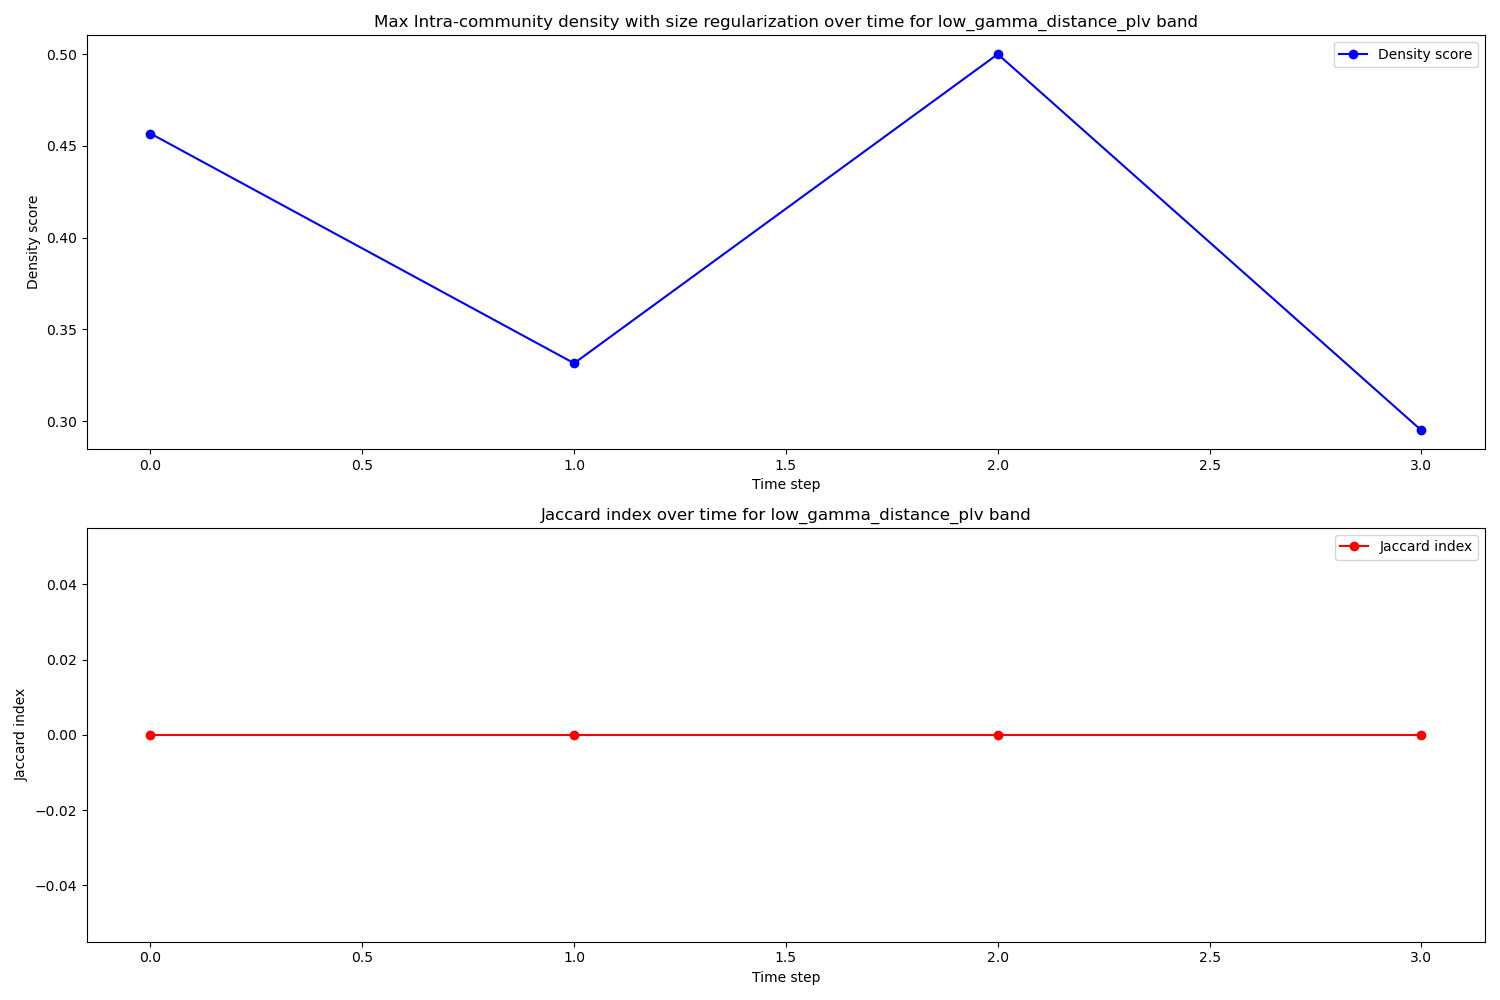 Max Intra-community density with size regularization over time for low_gamma_distance_plv band
Density score
0.50
0.45
0.40
0.35
0.30
Density score
0.0 0.5 1.0 1.5 2.0 2.5 3.0
Time step
Jaccard index over time for low_gamma_distance_plv band
Jaccard index
0.04
0.02
0.00
−0.02
−0.04
Jaccard index
0.0 0.5 1.0 1.5 2.0 2.5 3.0
Time step